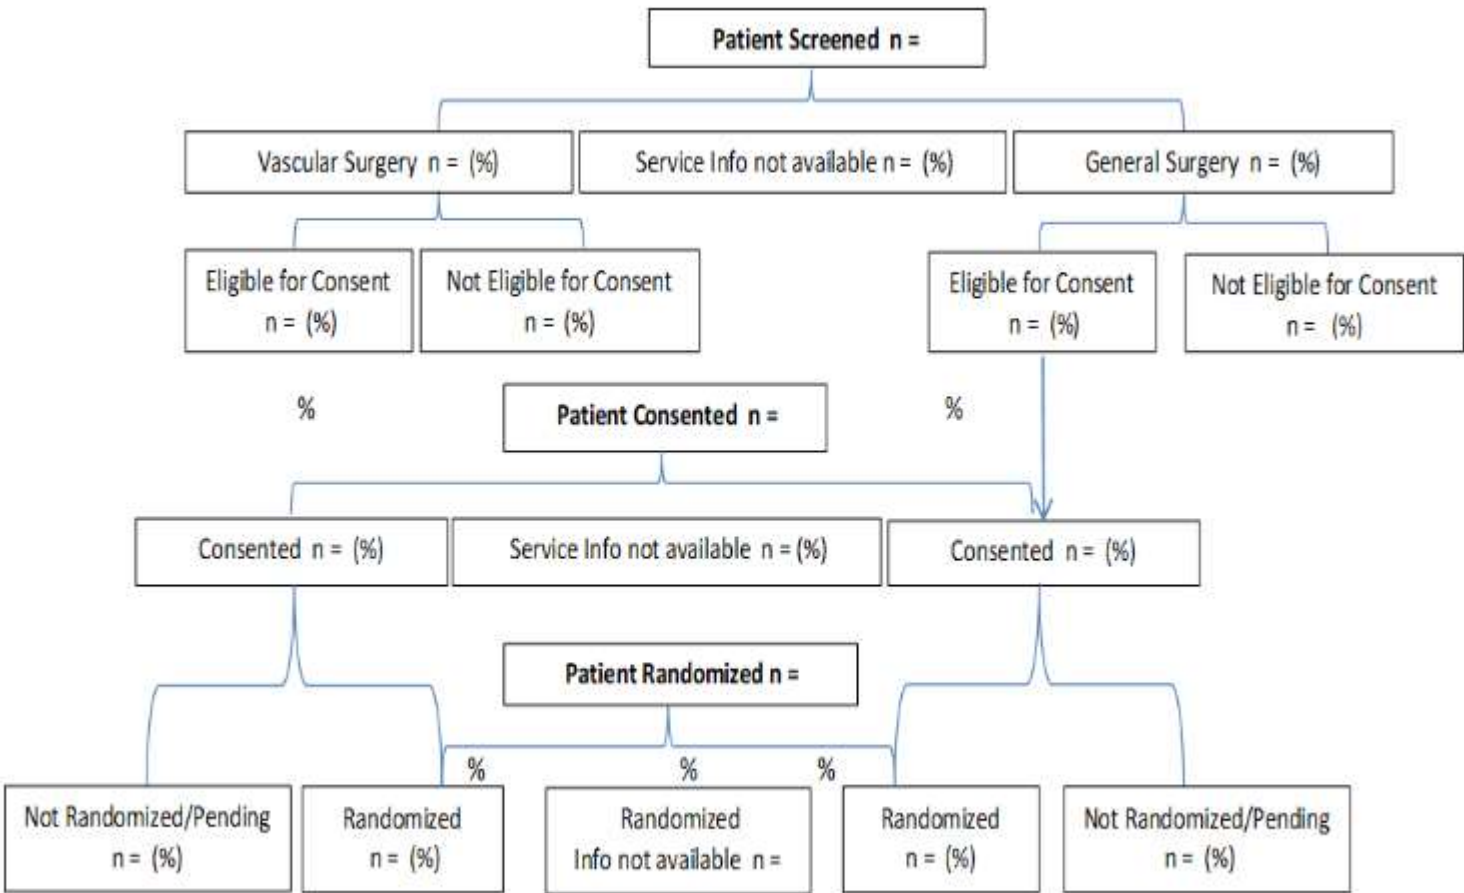 Patient Screened n =
Vascular Surgery n = (%)
Service Info not available n = (%)
General Surgery n = (%)
Eligible for Consent
n = (%)
Not Eligible for Consent
n = (%)
Eligible for Consent
n = (%)
Not Eligible for Consent
n = (%)
%
Patient Consented n =
%
Consented n = (%)
Service Info not available n = (%)
Consented n = (%)
Patient Randomized n =
%
%
%
Not Randomized/Pending
n = (%)
Randomized
n = (%)
Randomized
Info not available n =
Randomized
n = (%)
Not Randomized/Pending
n = (%)